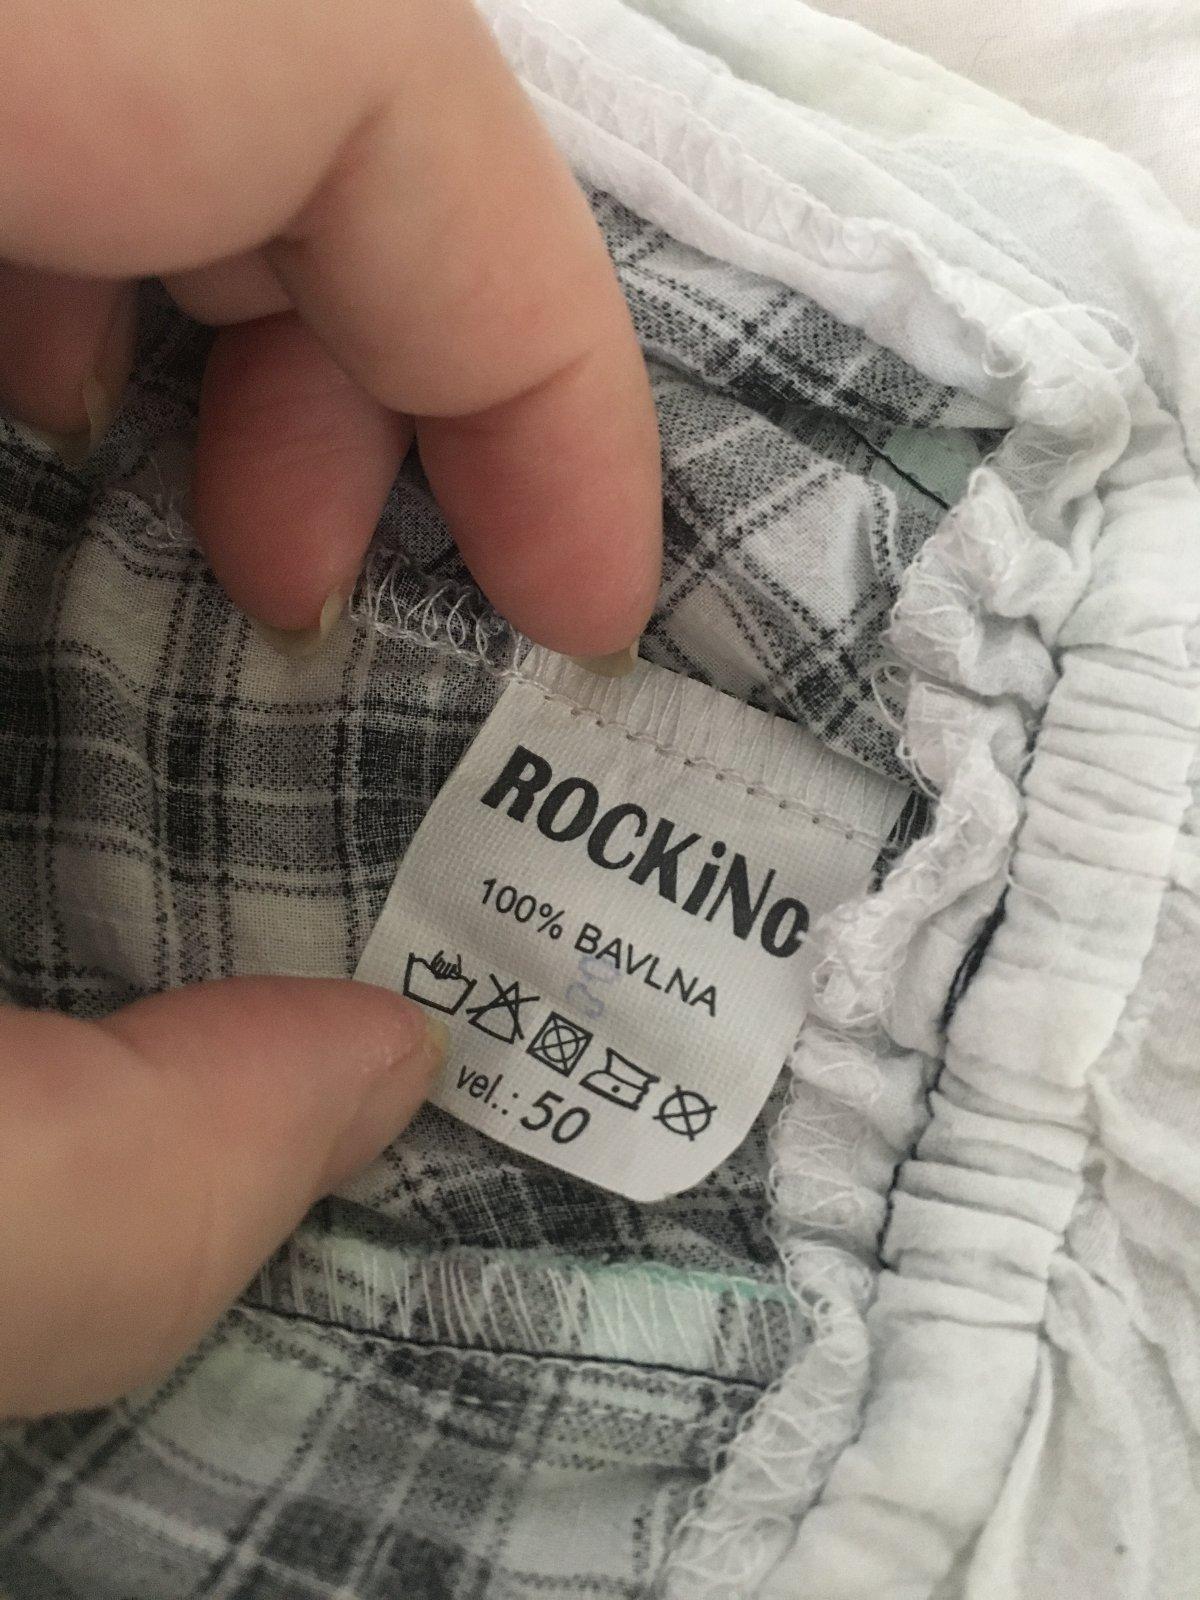 ROCKiNo
100% BAVLNA
vel.: 50